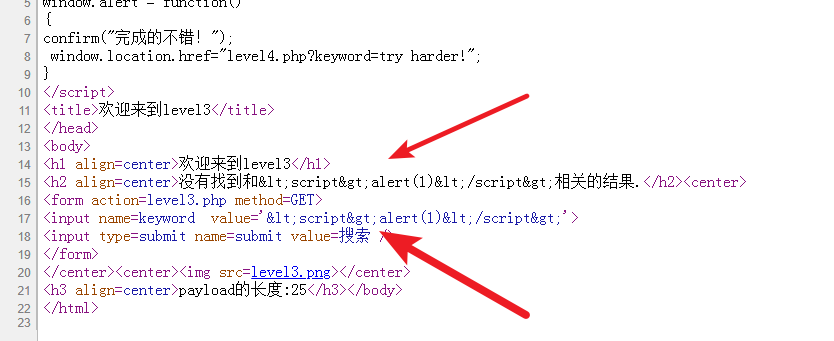 5 window.alert = function()
6 {
7 confirm("完成的不错！");
8 window.location.href="level4.php?keyword=try harder!";
9 }
10 </script>
11 <title>欢迎来到level3</title>
12 </head>
13 <body>
14 <h1 align=center>欢迎来到level3</h1>
15 <h2 align=center>没有找到和&lt;script&gt;alert(1)&lt;/script&gt;相关的结果.</h2><center>
16 <form action=level3.php method=GET>
17 <input name=keyword  value='&lt;script&gt;alert(1)&lt;/script&gt;'>
18 <input type=submit name=submit value=搜索 />
19 </form>
20 </center><center><img src=level3.png></center>
21 <h3 align=center>payload的长度:25</h3></body>
22 </html>
23